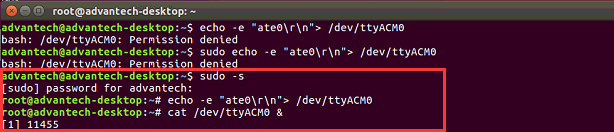 root@advantech-desktop: ~
advantech@advantech-desktop:~$ echo -e "ate0\r\n"> /dev/ttyACM0
bash: /dev/ttyACM0: Permission denied
advantech@advantech-desktop:~$ sudo echo -e "ate0\r\n"> /dev/ttyACM0
bash: /dev/ttyACM0: Permission denied
advantech@advantech-desktop:~$ sudo -s
[sudo] password for advantech:
root@advantech-desktop:~# echo -e "ate0\r\n"> /dev/ttyACM0
root@advantech-desktop:~# cat /dev/ttyACM0 &
[1] 11455